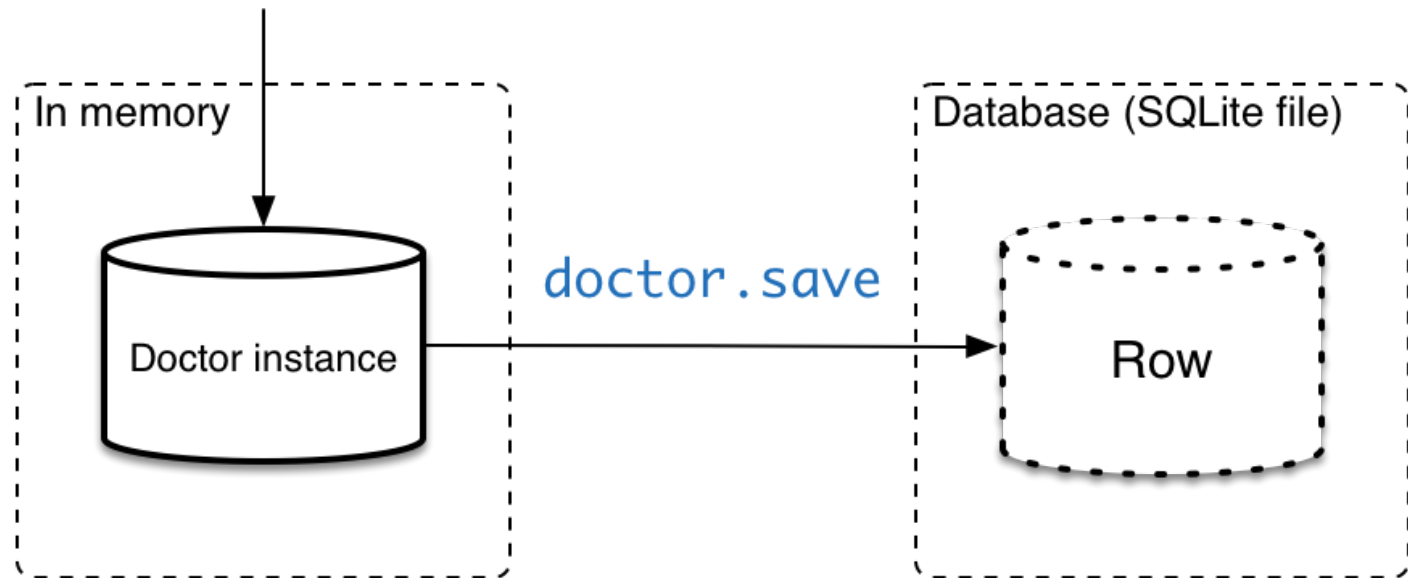 In memory
Database (SQLite file)
doctor.save
Doctor instance
Row